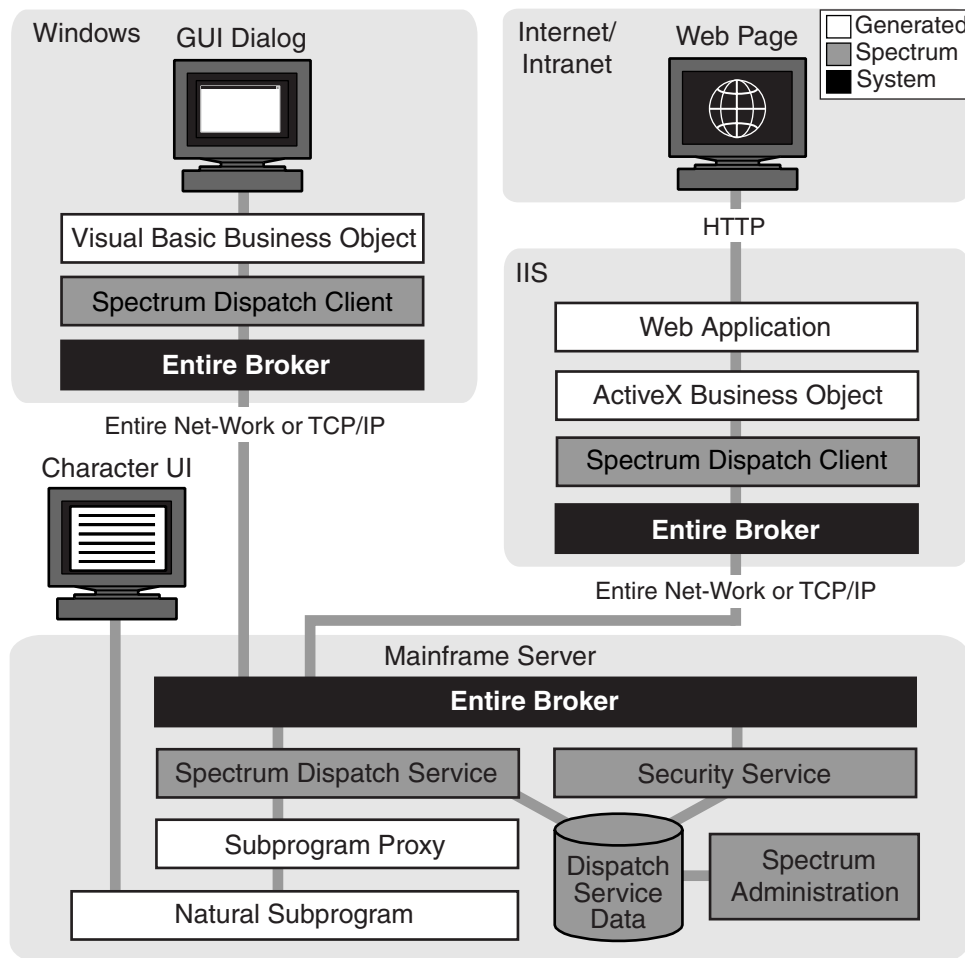 Windows
GUI Dialog
Visual Basic Business Object
Spectrum Dispatch Client
Entire Broker
Entire Net-Work or TCP/IP
Internet/
Intranet
Web Page
Generated
Spectrum
System
HTTP
IIS
Web Application
ActiveX Business Object
Spectrum Dispatch Client
Entire Broker
Entire Net-Work or TCP/IP
Character UI
Mainframe Server
Entire Broker
Spectrum Dispatch Service
Security Service
Subprogram Proxy
Natural Subprogram
Dispatch
Service
Data
Spectrum
Administration